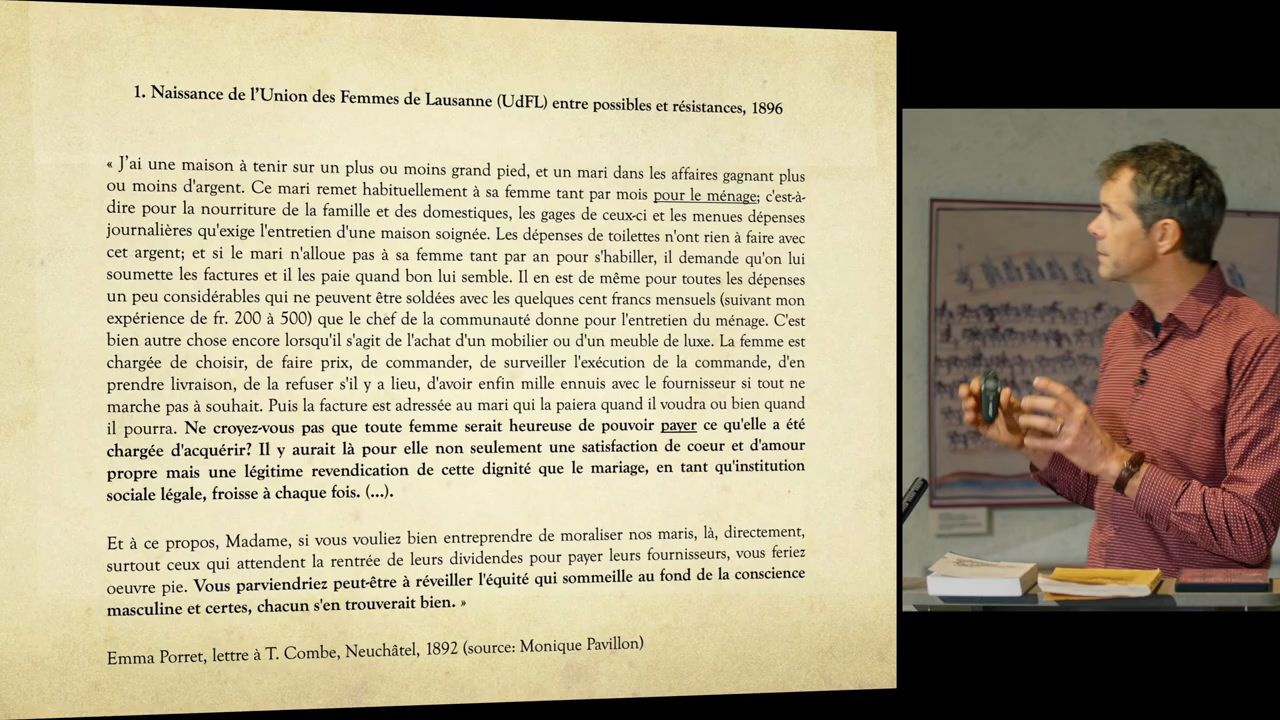 1. Naissance de l'Union des Femmes de Lausanne (UdFL) entre possibles et résistances, 1896
« J'ai une maison à tenir sur un plus ou moins grand pied, et un mari dans les affaires gagnant plus
ou moins d'argent. Ce mari remet habituellement à sa femme tant par mois pour le ménage; c'est-à-
dire pour la nourriture de la famille et des domestiques, les gages de ceux-ci et les menues dépenses
journalières qu'exige l'entretien d'une maison soignée. Les dépenses de toilettes n'ont rien à faire avec
cet argent; et si le mari n'alloue pas à sa femme tant par an pour s'habiller, il demande qu'on lui
soumette les factures et il les paie quand bon lui semble. Il en est de même pour toutes les dépenses
un peu considérables qui ne peuvent être soldées avec les quelques cent francs mensuels (suivant mon
expérience de fr. 200 à 500) que le chef de la communauté donne pour l'entretien du ménage. C'est
bien autre chose encore lorsqu'il s'agit de l'achat d'un mobilier ou d'un meuble de luxe. La femme est
chargée de choisir, de faire prix, de commander, de surveiller l'exécution de la commande, d'en
prendre livraison, de la refuser s'il y a lieu, d'avoir enfin mille ennuis avec le fournisseur si tout ne
marche pas à souhait. Puis la facture est adressée au mari qui la paiera quand il voudra ou bien quand
il pourra. Ne croyez-vous pas que toute femme serait heureuse de pouvoir payer ce qu'elle a été
chargée d'acquérir? Il y aurait là pour elle non seulement une satisfaction de coeur et d'amour
propre mais une légitime revendication de cette dignité que le mariage, en tant qu'institution
sociale légale, froisse à chaque fois. (...).
Et à ce propos, Madame, si vous vouliez bien entreprendre de moraliser nos maris, là, directement,
surtout ceux qui attendent la rentrée de leurs dividendes pour payer leurs fournisseurs, vous feriez
oeuvre pie. Vous parviendriez peut-être à réveiller l'équité qui sommeille au fond de la conscience
masculine et certes, chacun s'en trouverait bien. »
Emma Porret, lettre à T. Combe, Neuchâtel, 1892 (source: Monique Pavillon)